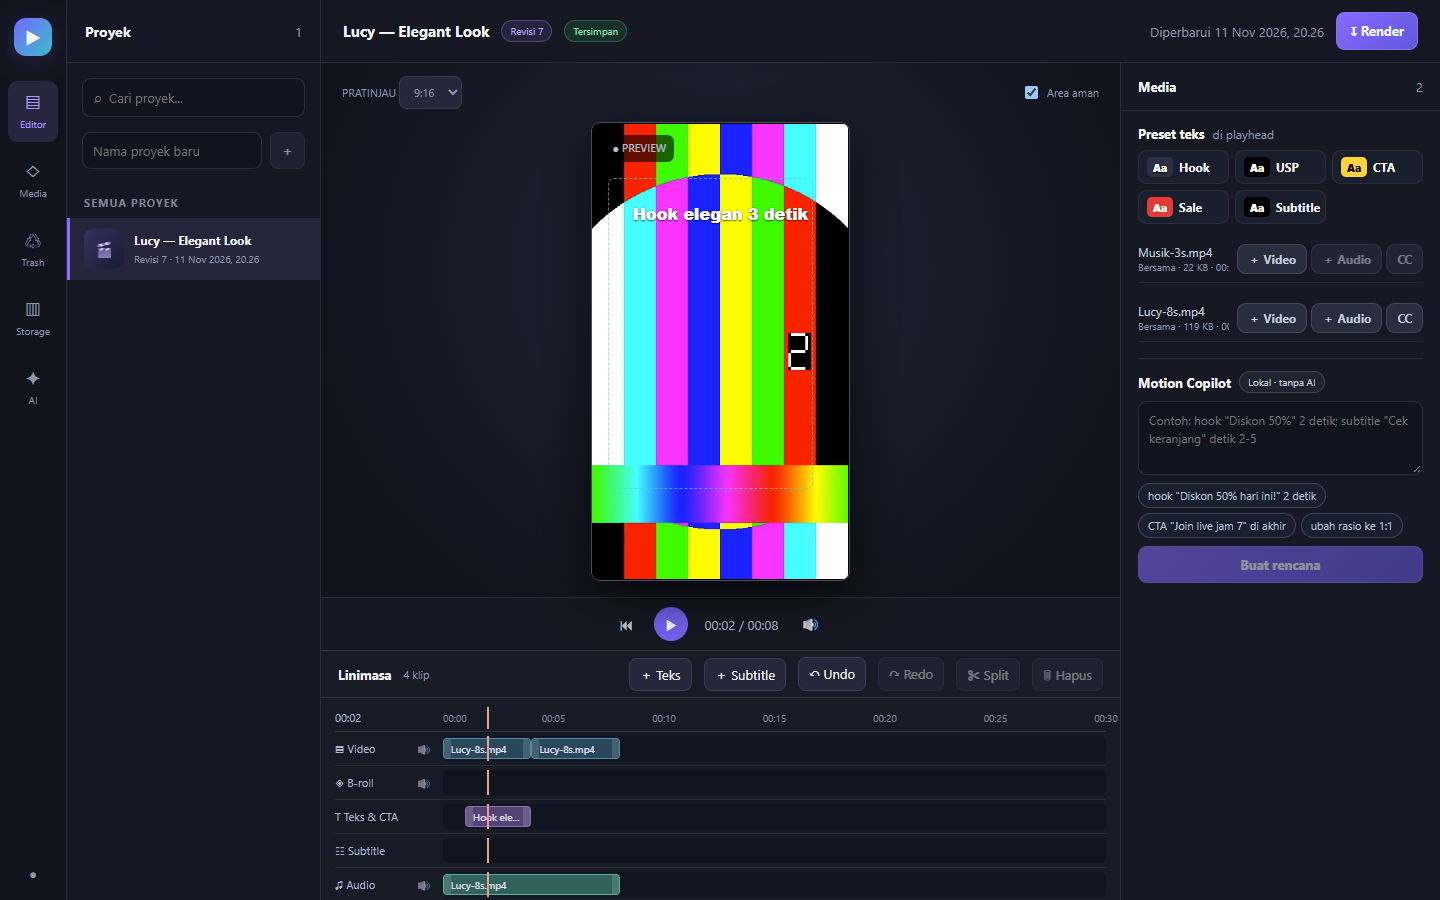 Editor
Media
Trash
Storage
AI
Proyek
1
Cari proyek...
Nama proyek baru
+
SEMUA PROYEK
Lucy — Elegant Look
Revisi 7 · 11 Nov 2026, 20.26
Lucy — Elegant Look
Revisi 7
Tersimpan
Diperbarui 11 Nov 2026, 20.26
Render
PRATINJAU
9:16
Area aman
● PREVIEW
Hook elegan 3 detik
2
00:02 / 00:08
Linimasa
4 klip
+ Teks
+ Subtitle
Undo
Redo
Split
Hapus
00:02
00:00
00:05
00:10
00:15
00:20
00:25
00:30
Video
Lucy-8s.mp4
Lucy-8s.mp4
B-roll
T Teks & CTA
Hook ele...
Subtitle
Audio
Lucy-8s.mp4
Media
2
Preset teks
di playhead
Aa Hook
Aa USP
Aa CTA
Aa Sale
Aa Subtitle
Musik-3s.mp4
Bersama · 22 KB · 00:
+ Video
+ Audio
CC
Lucy-8s.mp4
Bersama · 119 KB · 00
+ Video
+ Audio
CC
Motion Copilot
Lokal · tanpa AI
Contoh: hook "Diskon 50%" 2 detik; subtitle "Cek
keranjang" detik 2-5
hook "Diskon 50% hari ini!" 2 detik
CTA "Join live jam 7" di akhir
ubah rasio ke 1:1
Buat rencana